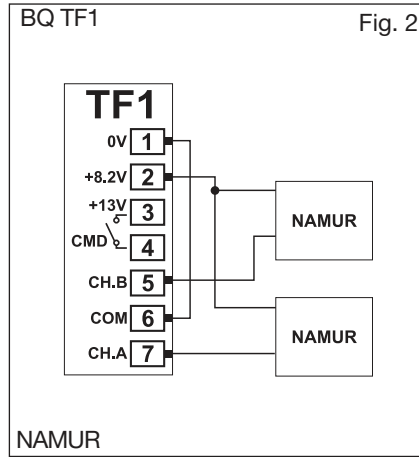 BQ TF1 Fig. 2
TF1
0V 1
+8.2V 2
+13V 3
CMD 4
CH.B 5
COM 6
CH.A 7
NAMUR
NAMUR
NAMUR